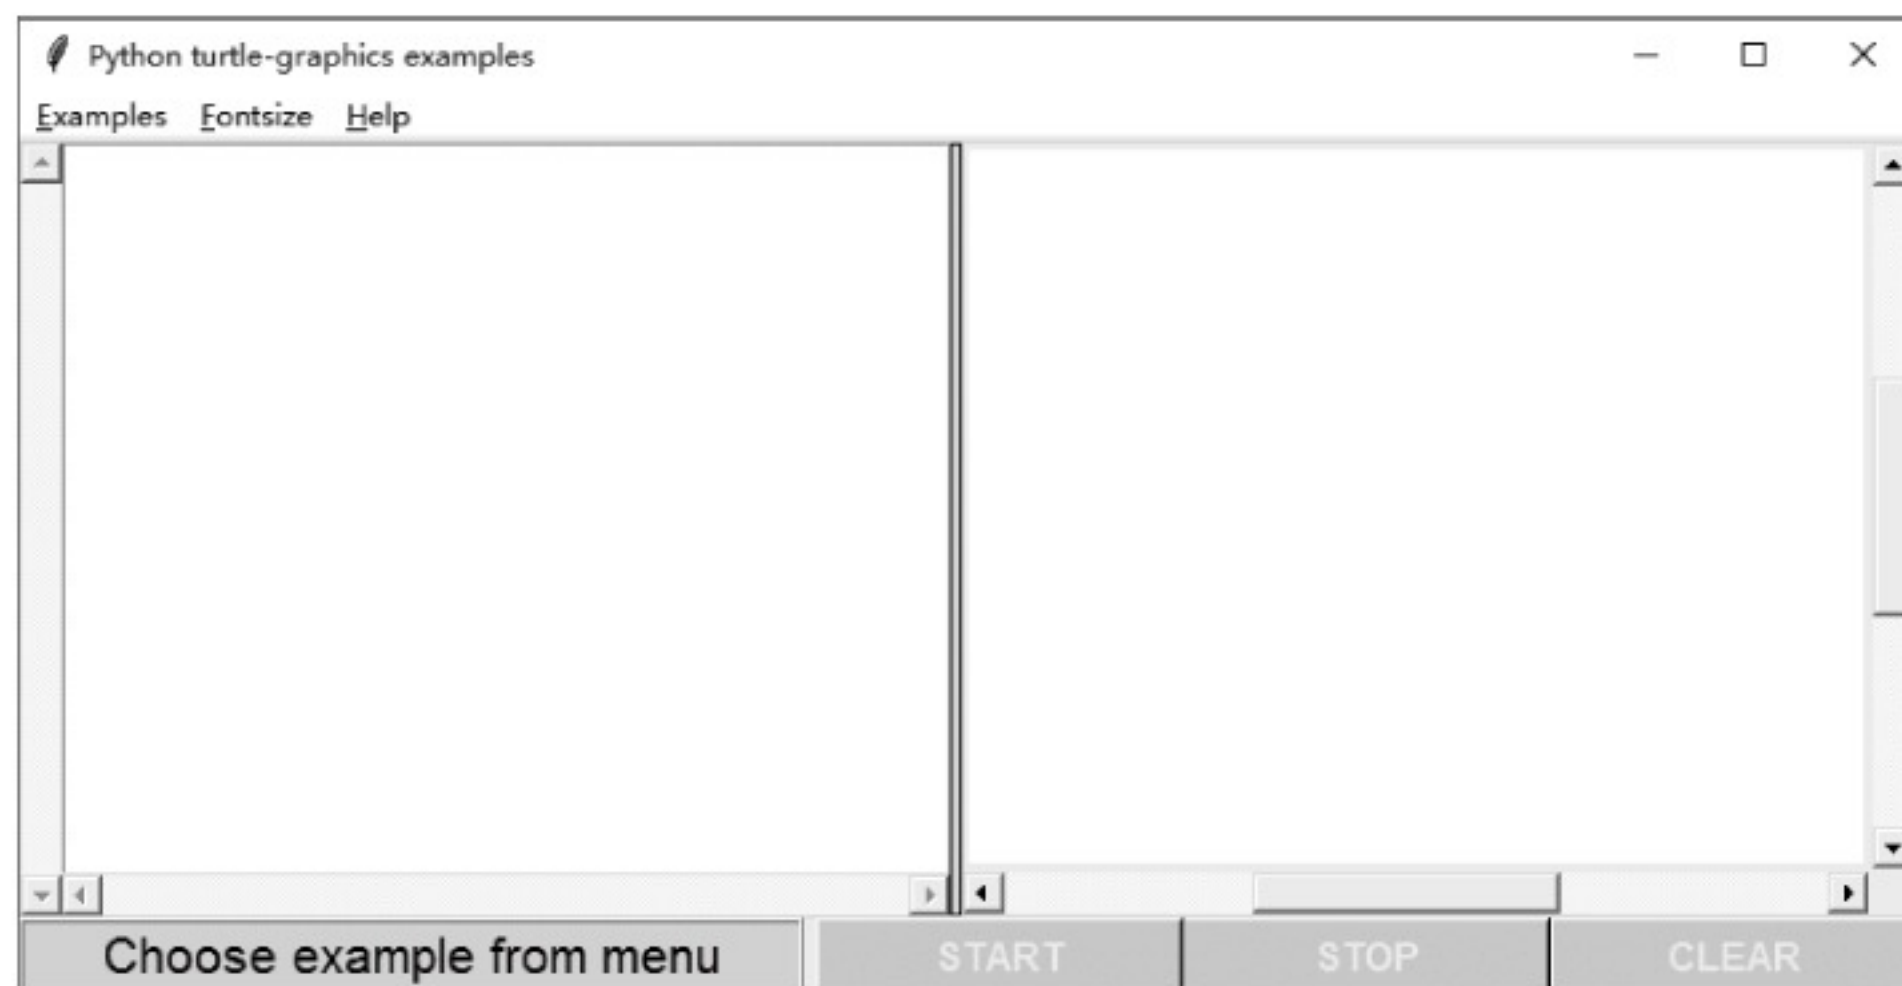 Python turtle-graphics examples
Examples Fontsize Help
Choose example from menu START STOP CLEAR